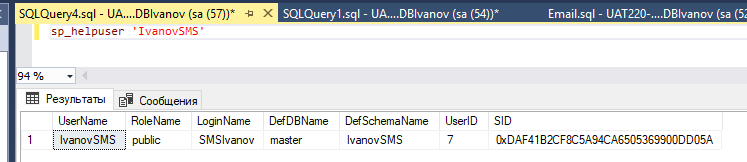 SQLQuery4.sql - UA....DBIvanov (sa (57))* SQLQuery1.sql - UA....DBIvanov (sa (54))* Email.sql - UAT220-....DBIvanov (sa (52
sp_helpuser 'IvanovSMS'
94 %
Результаты Сообщения
UserName RoleName LoginName DefDBName DefSchemaName UserID SID
1 IvanovSMS public SMSIvanov master IvanovSMS 7 0xDAF41B2CF8C5A94CA6505369900DD05A